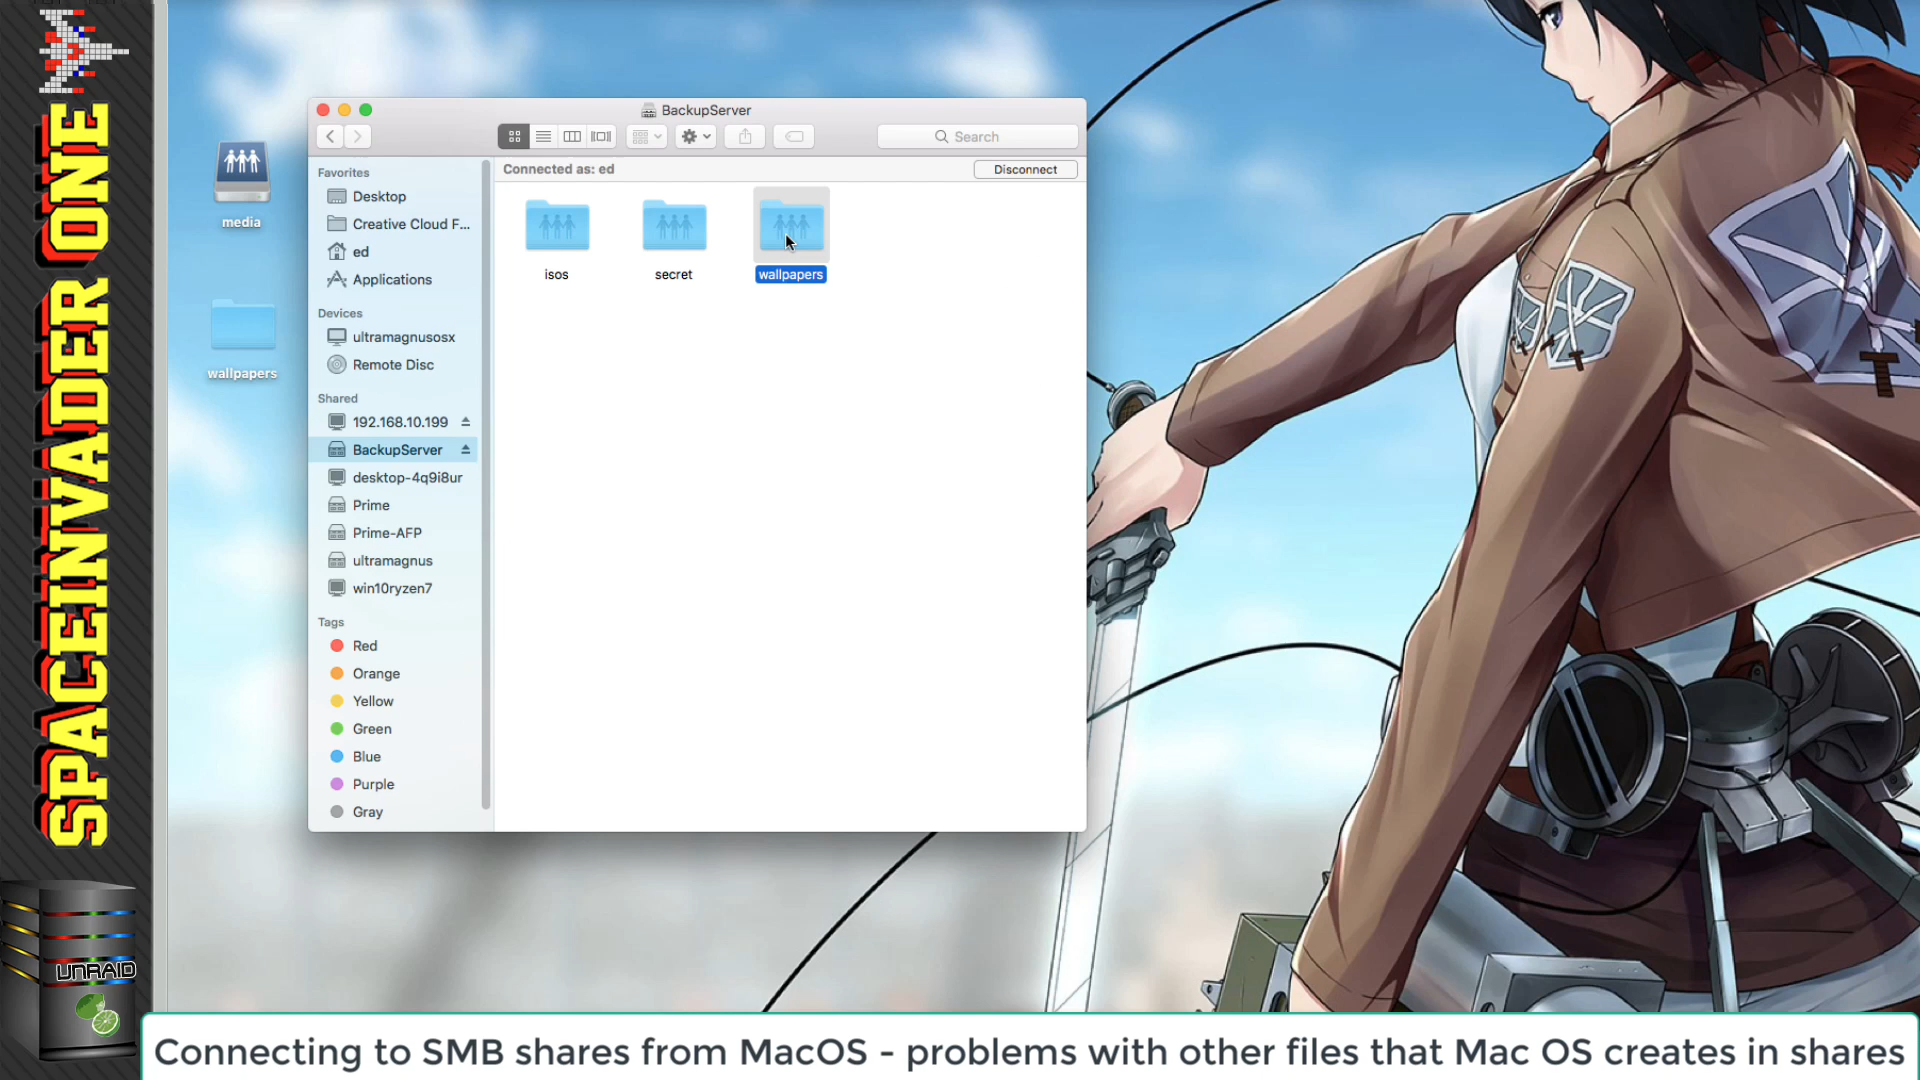 SPACEINVADER ONE
UNRAID
media
wallpapers
BackupServer
Search
Favorites
Desktop
Creative Cloud F...
ed
Applications
Devices
ultramagnusosx
Remote Disc
Shared
192.168.10.199
BackupServer
desktop-4q9i8ur
Prime
Prime-AFP
ultramagnus
win10ryzen7
Tags
Red
Orange
Yellow
Green
Blue
Purple
Gray
Connected as: ed
Disconnect
isos
secret
wallpapers
Connecting to SMB shares from MacOS - problems with other files that Mac OS creates in shares